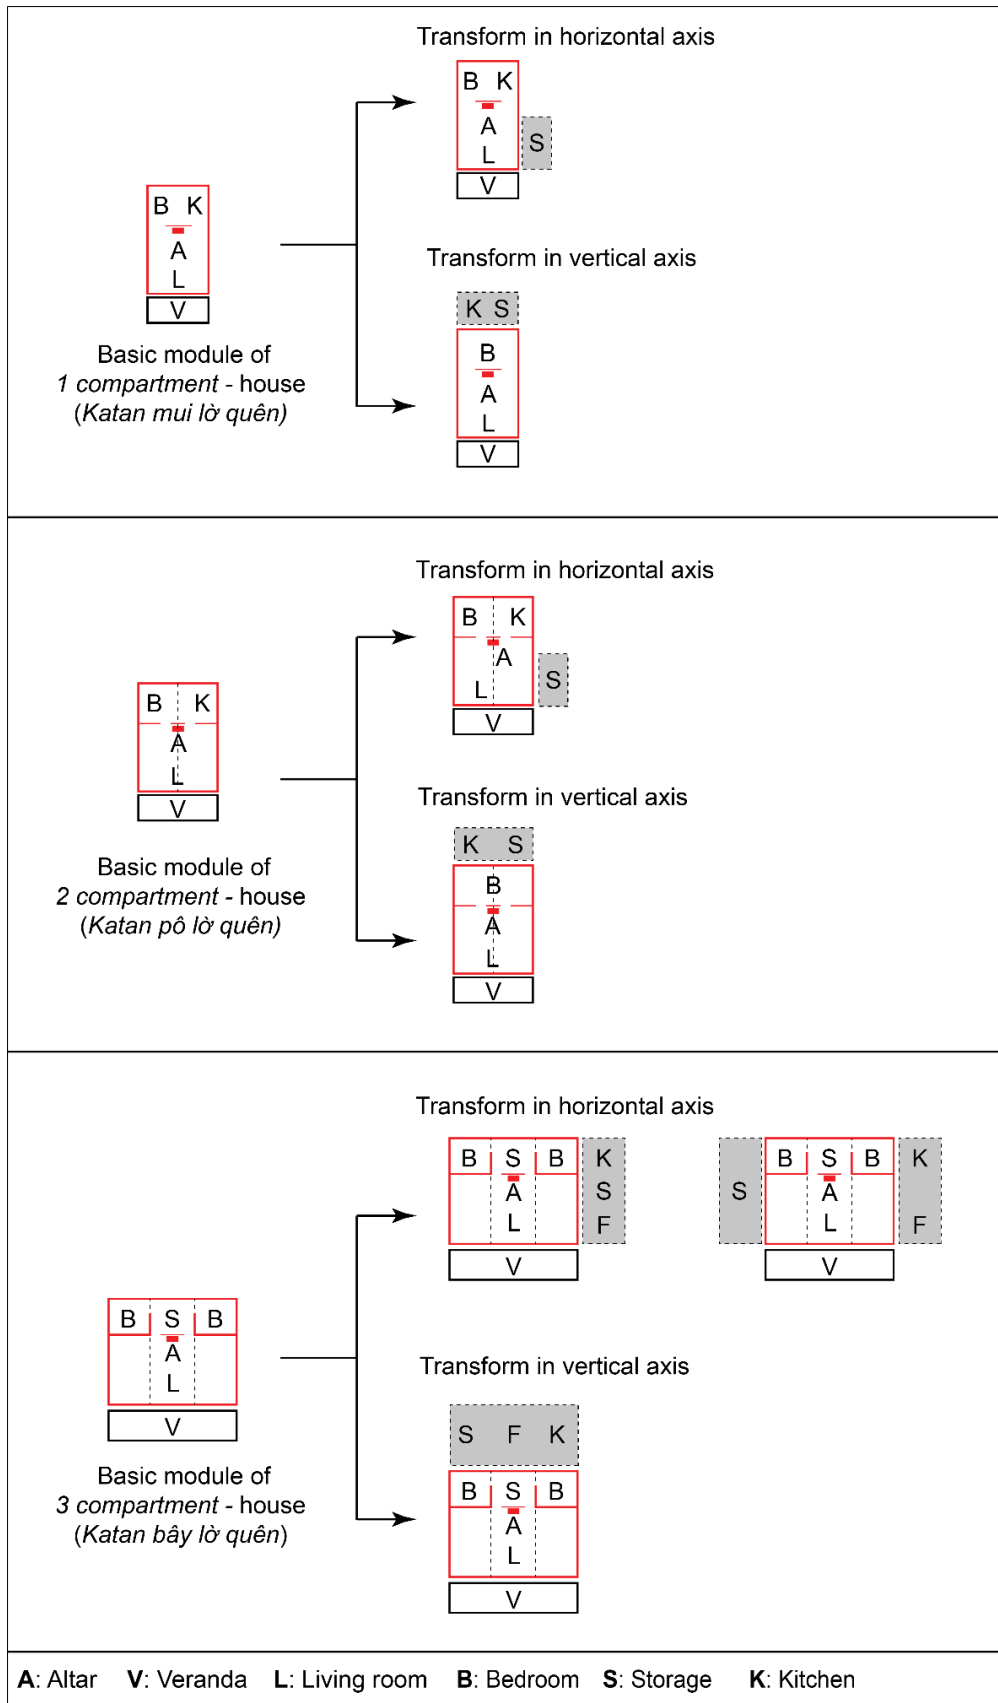 Transform in horizontal axis
B K
A
L
S
V
B K
A
L
V
Basic module of
1 compartment - house
(Katan mui lờ quên)
Transform in vertical axis
K S
B
A
L
V
Transform in horizontal axis
B K
A
L
S
V
B K
A
L
V
Basic module of
2 compartment - house
(Katan pô lờ quên)
Transform in vertical axis
K S
B
A
L
V
Transform in horizontal axis
B S B K
A S
L F
V
S B S B K
A
L F
V
B S B
A
L
V
Basic module of
3 compartment - house
(Katan bây lờ quên)
Transform in vertical axis
S F K
B S B
A
L
V
A: Altar V: Veranda L: Living room B: Bedroom S: Storage K: Kitchen